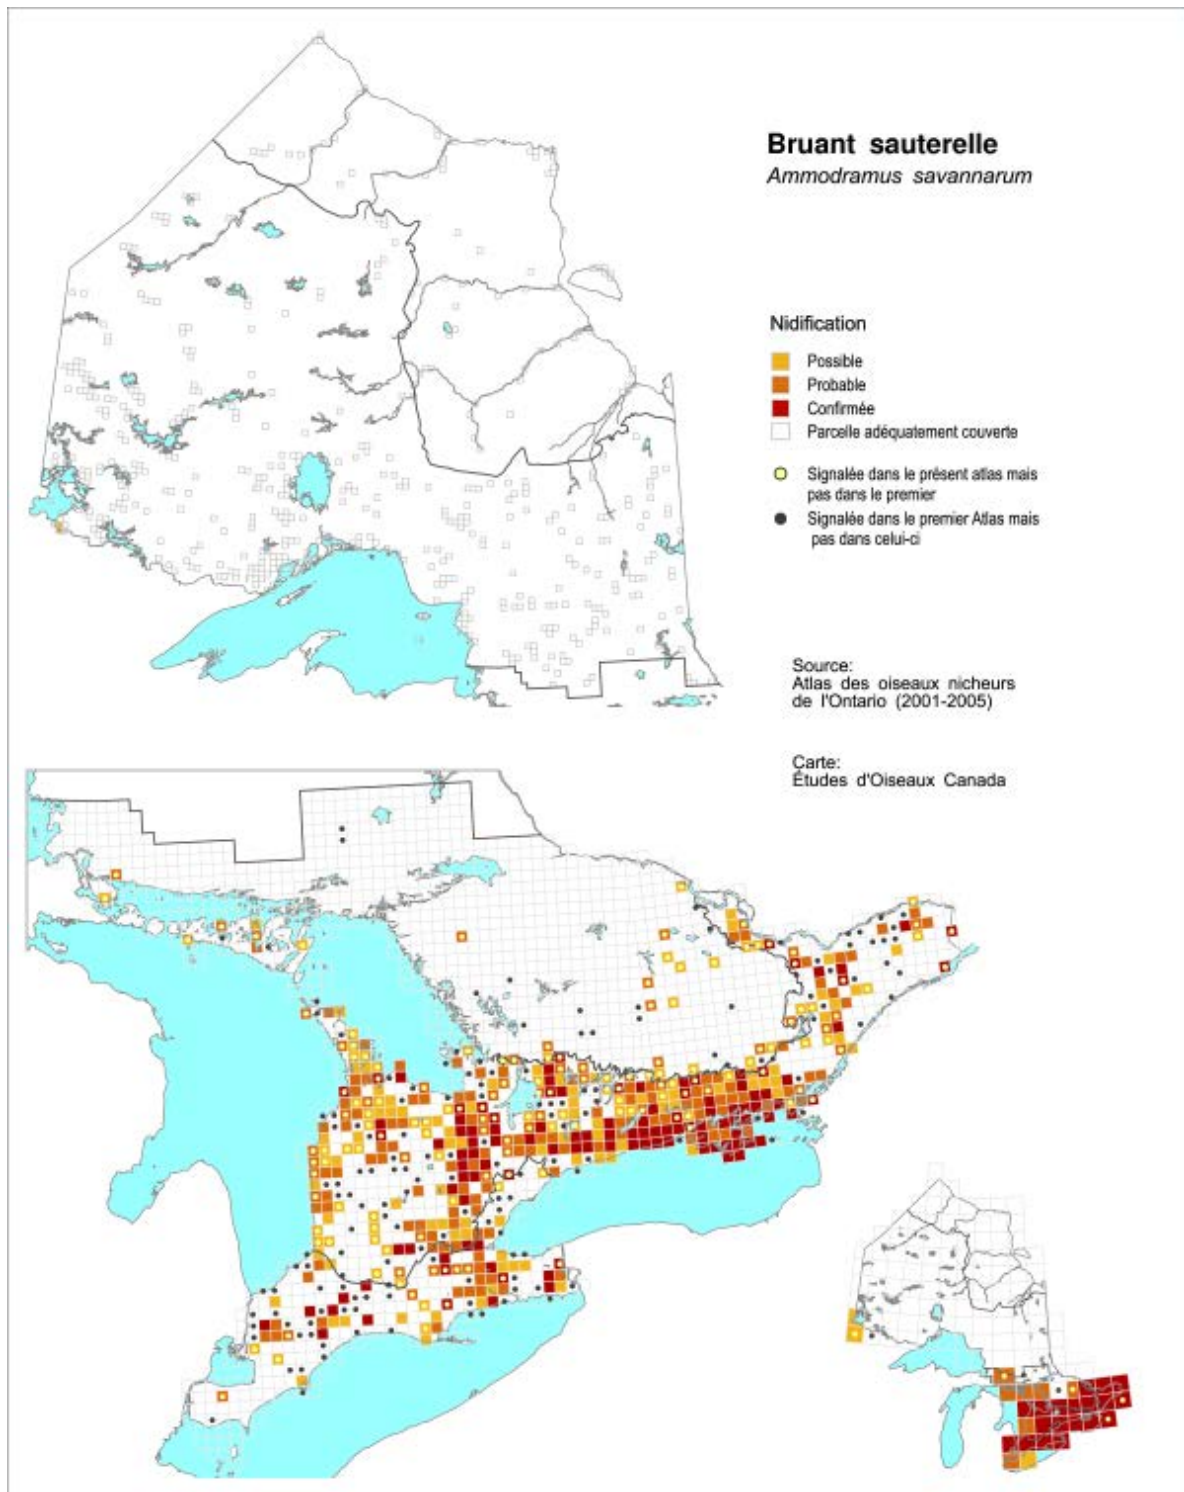 Bruant sauterelle
Ammodramus savannarum
Nidification
Possible
Probable
Confirmée
Parcelle adéquatement couverte
Signalée dans le présent atlas mais
pas dans le premier
Signalée dans le premier Atlas mais
pas dans celui-ci
Source:
Atlas des oiseaux nicheurs
de l'Ontario (2001-2005)
Carte:
Études d'Oiseaux Canada